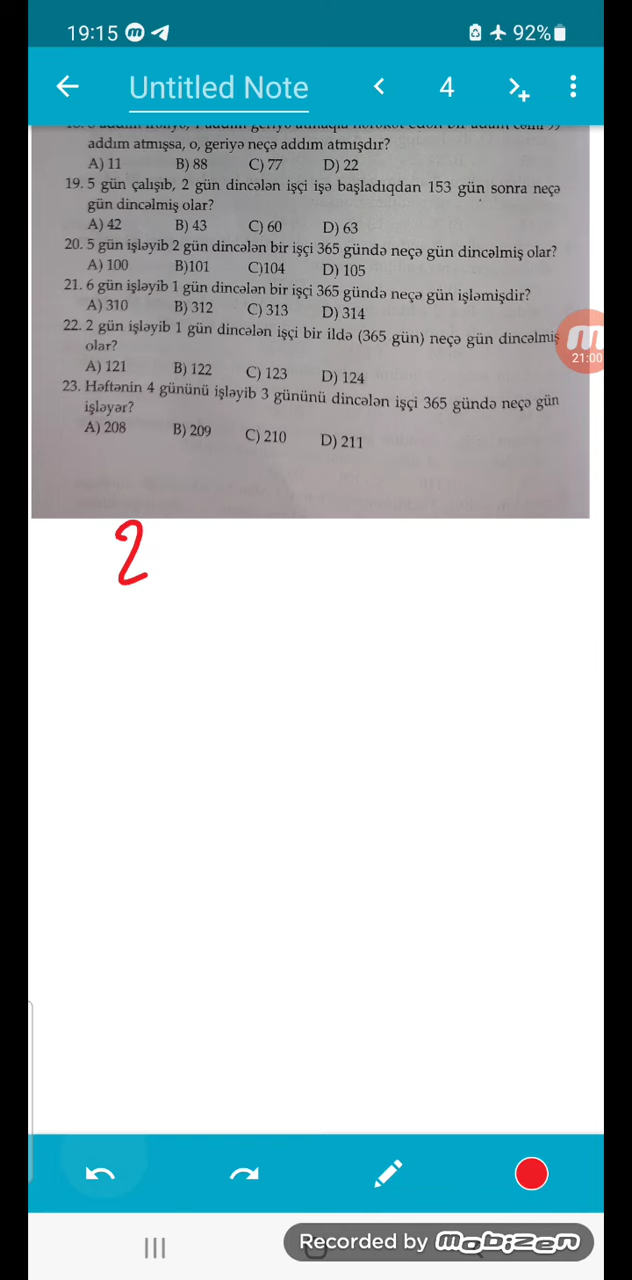 19:15 m 92%
Untitled Note < 4
addım atmışsa, o, geriyə neçə addım atmışdır?
A) 11 B) 88 C) 77 D) 22
19. 5 gün çalışıb, 2 gün dincələn işçi işə başladıqdan 153 gün sonra neçə
gün dincəlmiş olar?
A) 42 B) 43 C) 60 D) 63
20. 5 gün işləyib 2 gün dincələn bir işçi 365 gündə neçə gün dincəlmiş olar?
A) 100 B)101 C)104 D) 105
21. 6 gün işləyib 1 gün dincələn bir işçi 365 gündə neçə gün işləmişdir?
A) 310 B) 312 C) 313 D) 314
22. 2 gün işləyib 1 gün dincələn işçi bir ildə (365 gün) neçə gün dincəlmiş
olar?
A) 121 B) 122 C) 123 D) 124
23. Həftənin 4 gününü işləyib 3 gününü dincələn işçi 365 gündə neçə gün
işləyər?
A) 208 B) 209 C) 210 D) 211
m
21:00
2
Recorded by mobizen